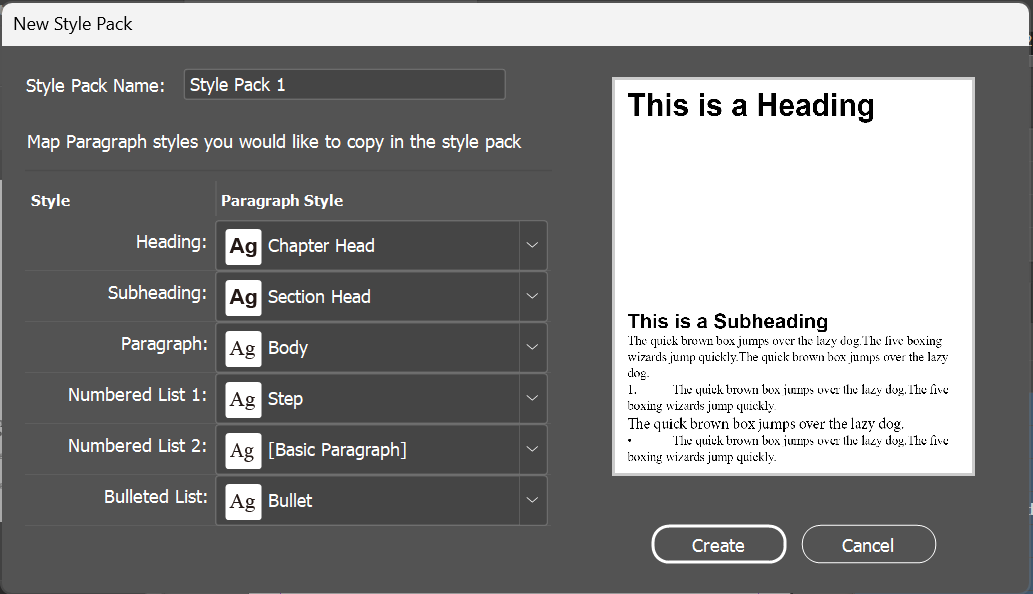 New Style Pack
Style Pack Name: Style Pack 1
Map Paragraph styles you would like to copy in the style pack
Style Paragraph Style
Heading: Ag Chapter Head
Subheading: Ag Section Head
Paragraph: Ag Body
Numbered List 1: Ag Step
Numbered List 2: Ag [Basic Paragraph]
Bulleted List: Ag Bullet
This is a Heading
This is a Subheading
The quick brown box jumps over the lazy dog.The five boxing
wizards jump quickly.The quick brown box jumps over the lazy
dog.
1. The quick brown box jumps over the lazy dog.The five
boxing wizards jump quickly.
The quick brown box jumps over the lazy dog.
• The quick brown box jumps over the lazy dog.The five
boxing wizards jump quickly.
Create Cancel